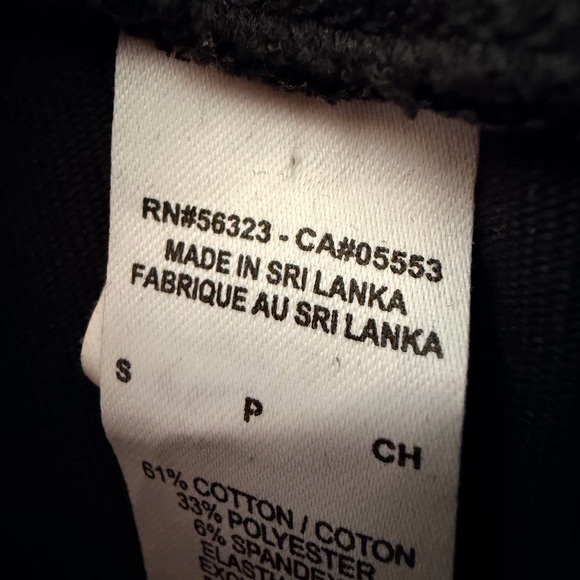 RN#56323 - CA#05553
MADE IN SRI LANKA
FABRIQUE AU SRI LANKA
S P CH
61% COTTON / COTON
33% POLYESTER
6% SPANDEX